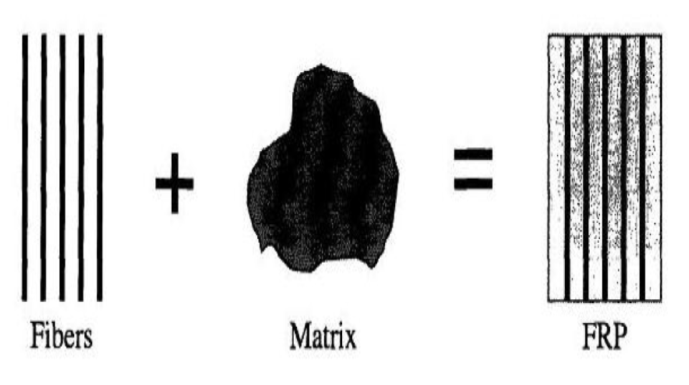 +
=
Fibers
Matrix
FRP